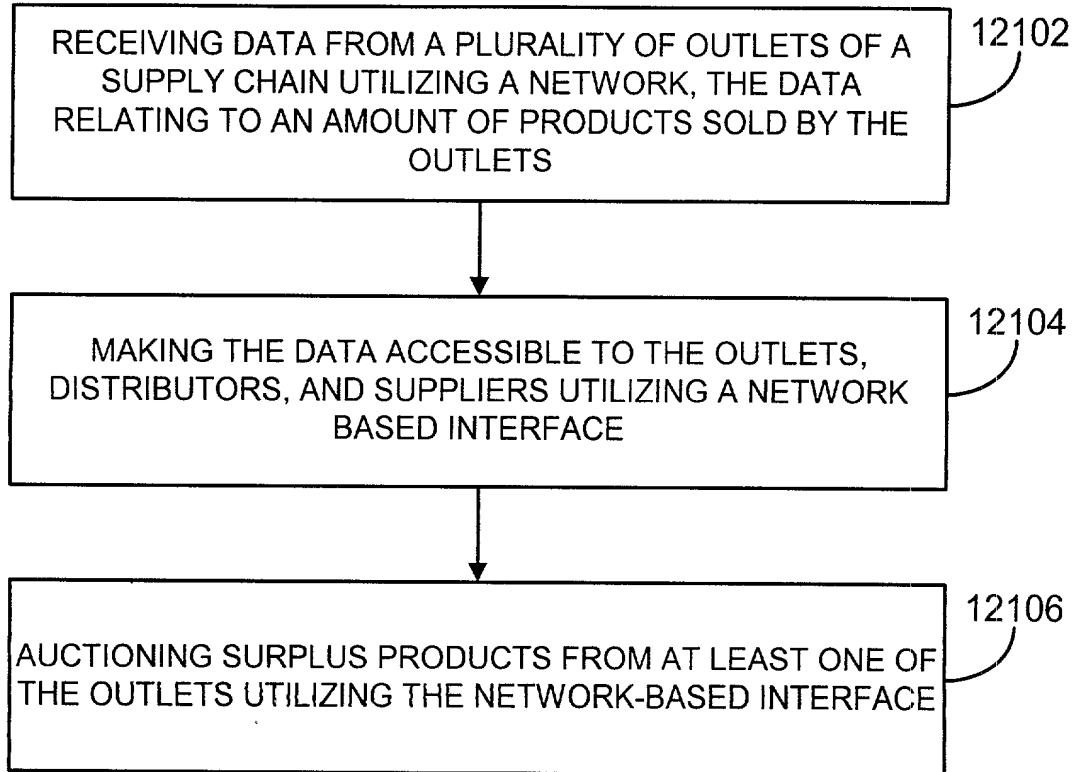 RECEIVING DATA FROM A PLURALITY OF OUTLETS OF A
SUPPLY CHAIN UTILIZING A NETWORK, THE DATA
RELATING TO AN AMOUNT OF PRODUCTS SOLD BY THE
OUTLETS
12102
MAKING THE DATA ACCESSIBLE TO THE OUTLETS,
DISTRIBUTORS, AND SUPPLIERS UTILIZING A NETWORK
BASED INTERFACE
12104
AUCTIONING SURPLUS PRODUCTS FROM AT LEAST ONE OF
THE OUTLETS UTILIZING THE NETWORK-BASED INTERFACE
12106